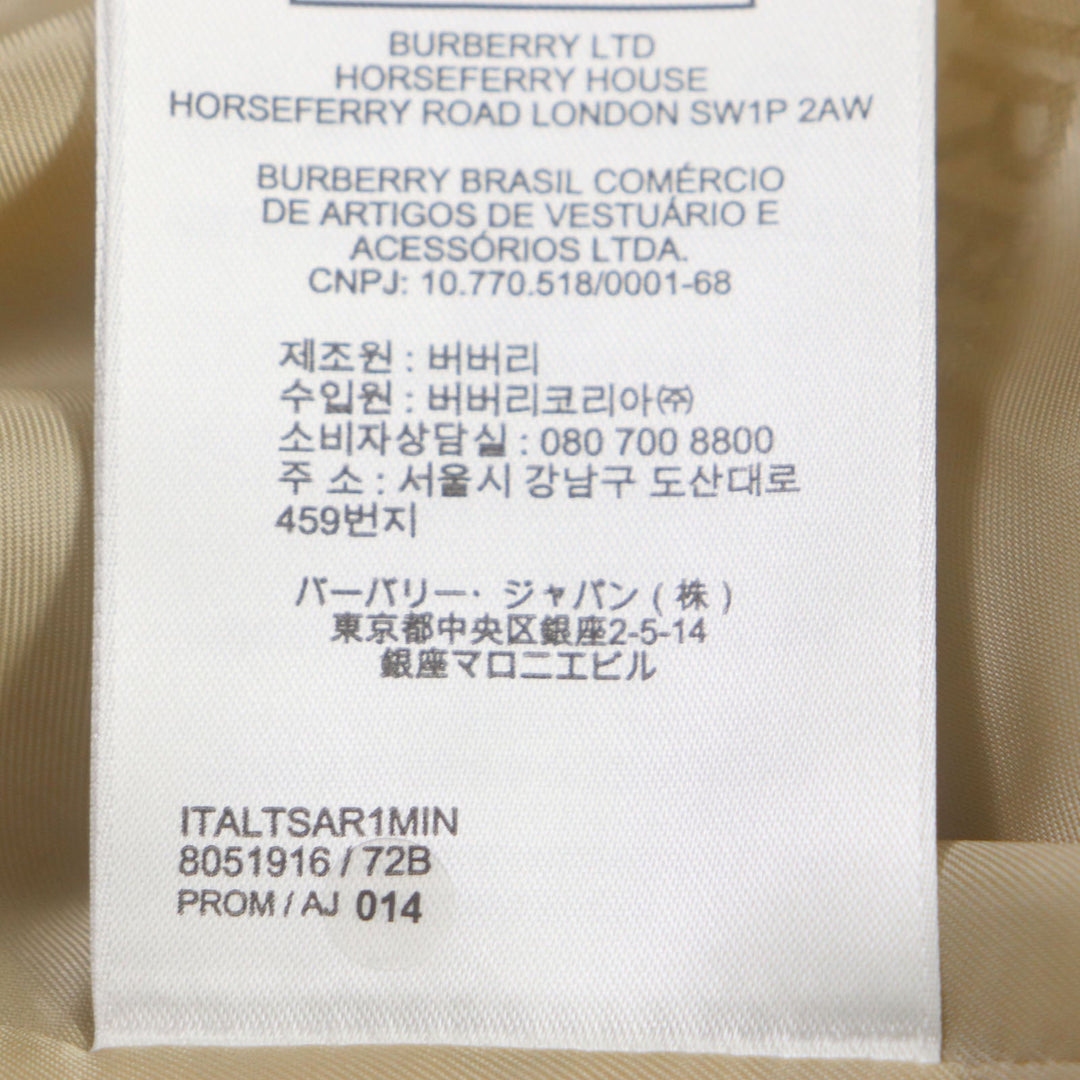 BURBERRY LTD
HORSEFERRY HOUSE
HORSEFERRY ROAD LONDON SW1P 2AW
BURBERRY BRASIL COMÉRCIO
DE ARTIGOS DE VESTUÁRIO E
ACESSÓRIOS LTDA.
CNPJ: 10.770.518/0001-68
제조원 : 버버리
수입원 : 버버리코리아㈜
소비자상담실 : 080 700 8800
주 소 : 서울시 강남구 도산대로
459번지
バーバリー・ジャパン ( 株 )
東京都中央区銀座2-5-14
銀座マロニエビル
ITALTSAR1MIN
8051916 / 72B
PROM / AJ 014